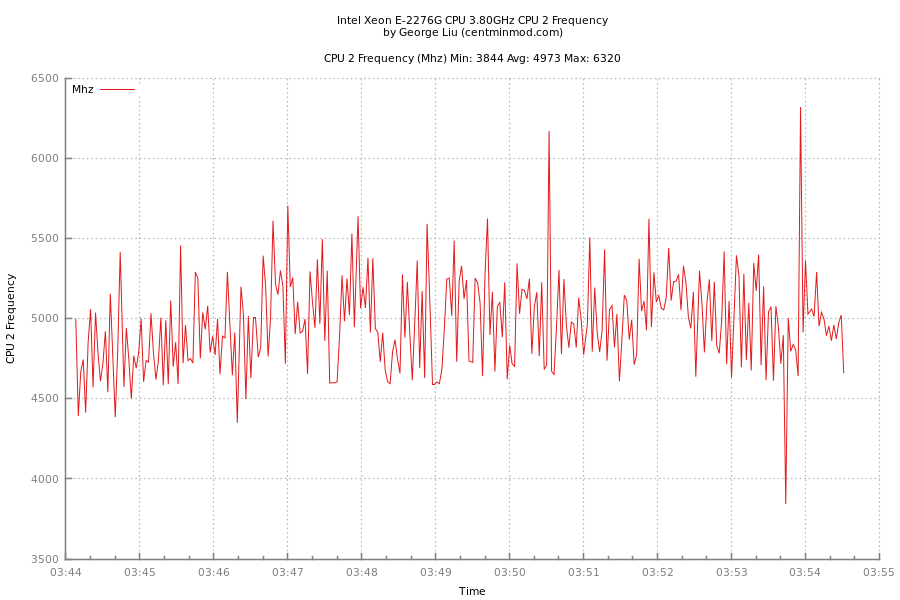 Intel Xeon E-2276G CPU 3.80GHz CPU 2 Frequency
by George Liu (centminmod.com)
CPU 2 Frequency (Mhz) Min: 3844 Avg: 4973 Max: 6320
Mhz
6500
6000
5500
5000
4500
4000
3500
CPU 2 Frequency
03:44 03:45 03:46 03:47 03:48 03:49 03:50 03:51 03:52 03:53 03:54 03:55
Time